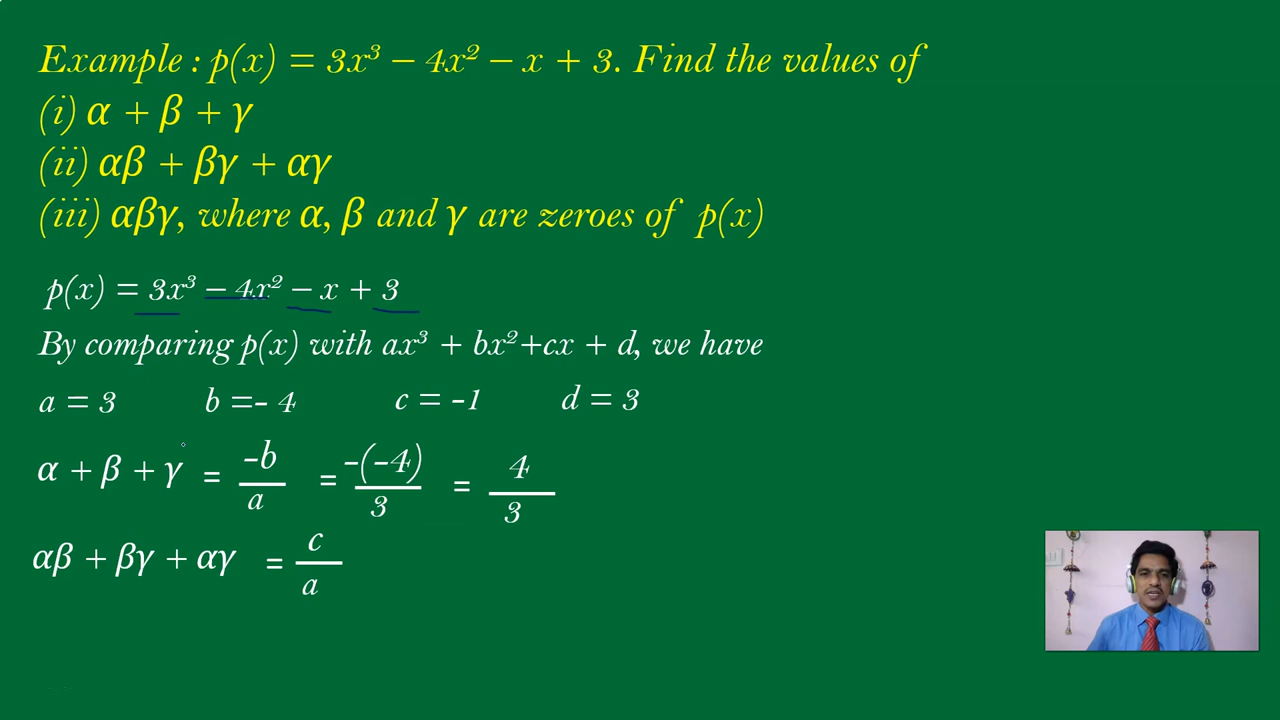 Example : p(x) = 3x³ – 4x² – x + 3. Find the values of
(i) α + β + γ
(ii) αβ + βγ + αγ
(iii) αβγ, where α, β and γ are zeroes of p(x)
p(x) = 3x³ – 4x² – x + 3
By comparing p(x) with ax³ + bx²+cx + d, we have
a = 3 b =- 4 c = -1 d = 3
α + β + γ = -b/a = -(-4)/3 = 4/3
αβ + βγ + αγ = c/a